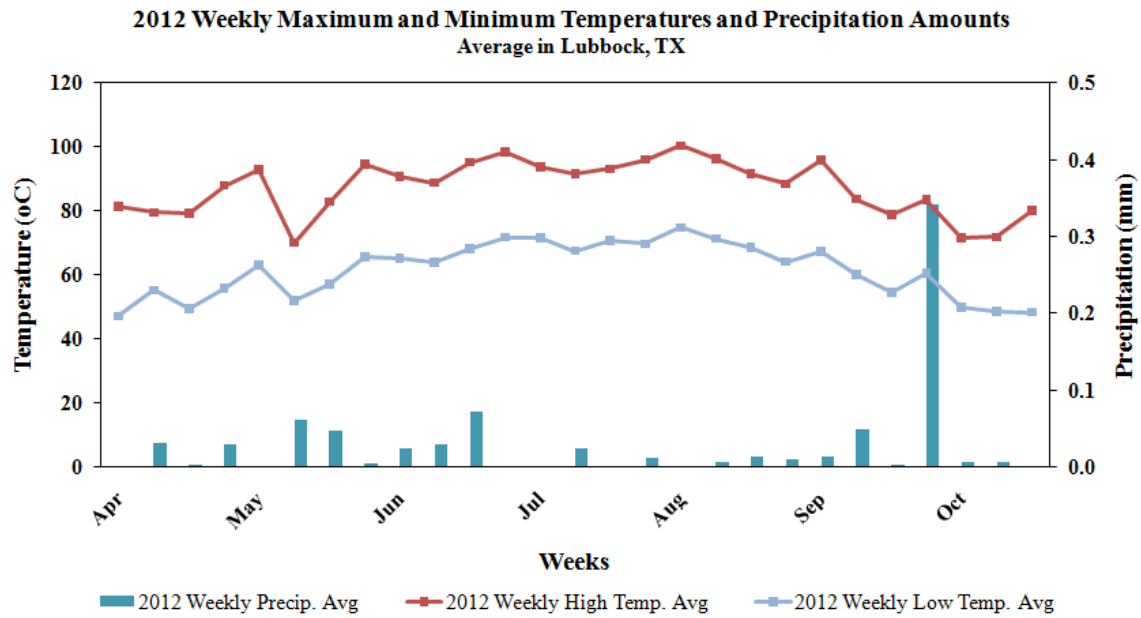 2012 Weekly Maximum and Minimum Temperatures and Precipitation Amounts
Average in Lubbock, TX
Temperature (oC)
120
100
80
60
40
20
0
Precipitation (mm)
0.5
0.4
0.3
0.2
0.1
0.0
Apr May Jun Jul Aug Sep Oct
Weeks
2012 Weekly Precip. Avg 2012 Weekly High Temp. Avg 2012 Weekly Low Temp. Avg